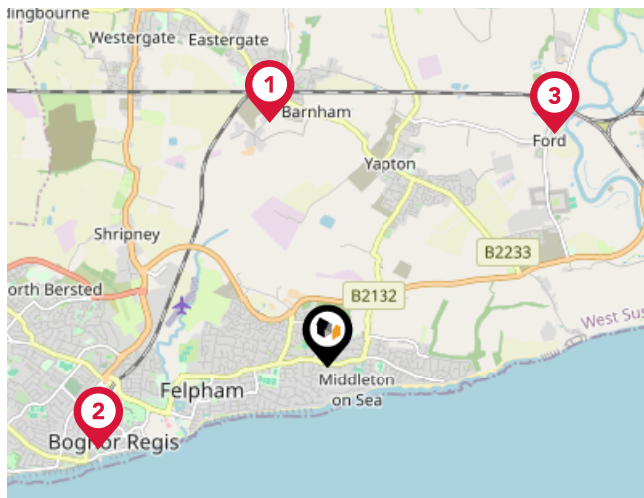 dingbourne
Westergate
Eastergate
1
Barnham
3
Ford
Yapton
Shripney
B2233
orth Bersted
B2132
West Sus
Middleton
on Sea
Felpham
2
Bognor Regis